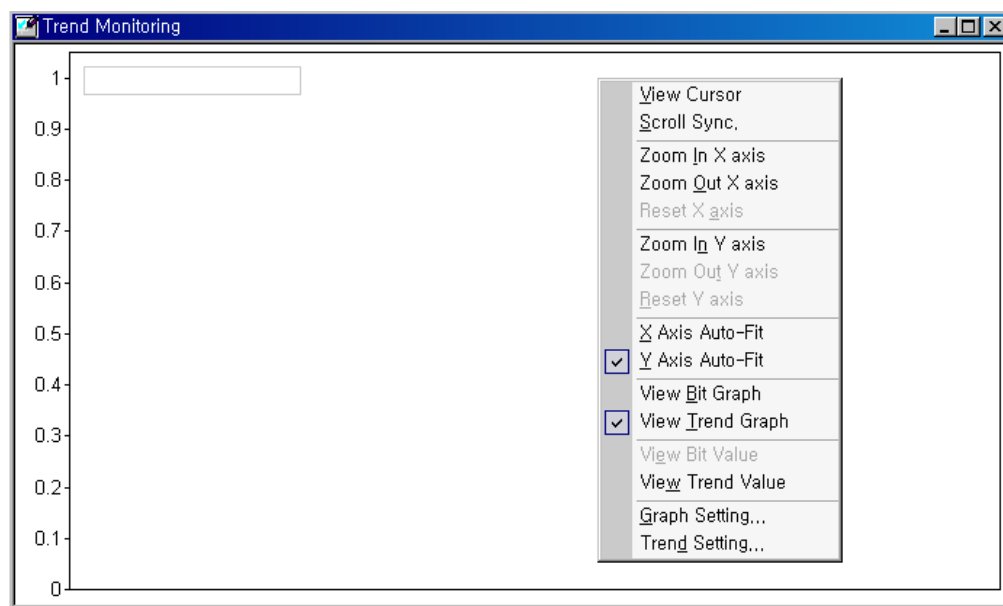 Trend Monitoring
1
0.9
0.8
0.7
0.6
0.5
0.4
0.3
0.2
0.1
0
View Cursor
Scroll Sync.
Zoom In X axis
Zoom Out X axis
Reset X axis
Zoom In Y axis
Zoom Out Y axis
Reset Y axis
X Axis Auto-Fit
Y Axis Auto-Fit
View Bit Graph
View Trend Graph
View Bit Value
View Trend Value
Graph Setting...
Trend Setting...